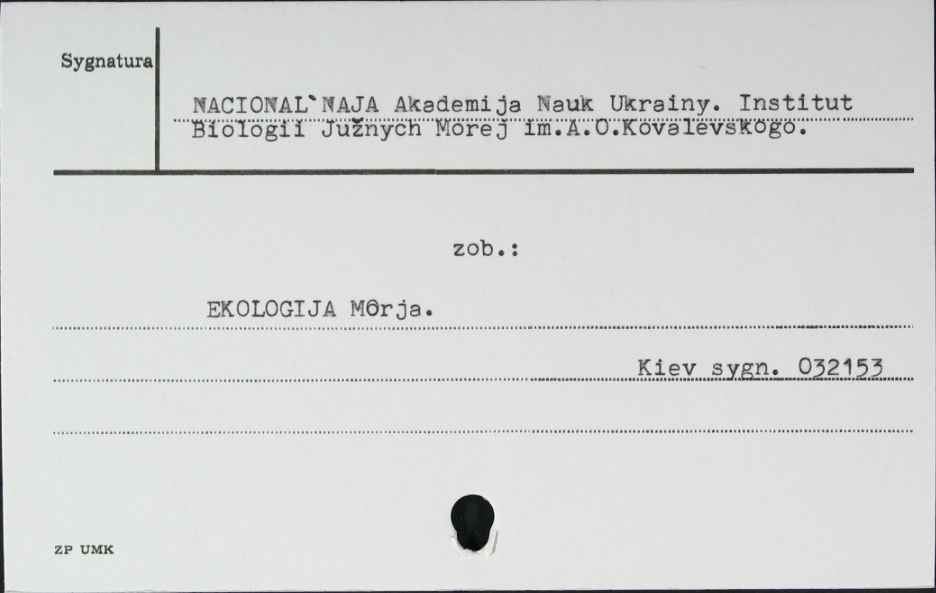 Sygnatura
NACIONAL`NAJA Akademija Nauk Ukrainy. Institut
Biologii Južnych Morej im.A.O.Kovalevskogo.
zob.:
EKOLOGIJA Morja.
Kiev sygn. 032153
ZP UMK